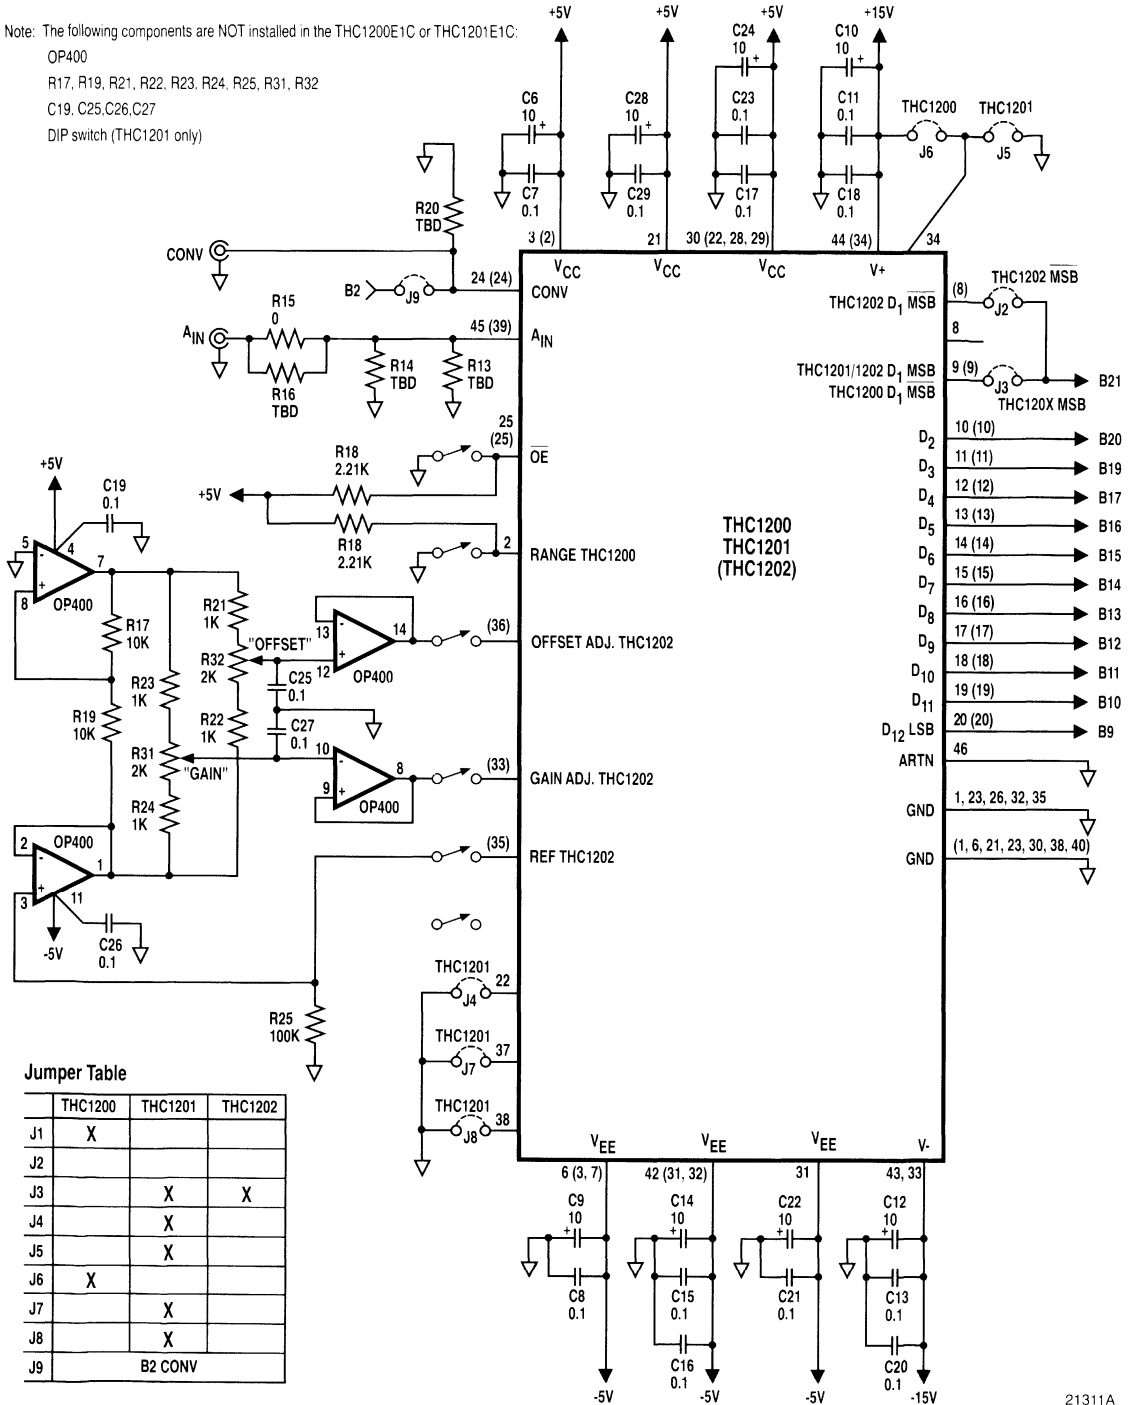 Note: The following components are NOT installed in the THC1200E1C or THC1201E1C:
OP400
R17, R19, R21, R22, R23, R24, R25, R31, R32
C19, C25,C26,C27
DIP switch (THC1201 only)
+5V
+5V
+5V
+15V
C6
10
+
C7
0.1
C28
10
+
C29
0.1
C24
10
+
C23
0.1
C17
0.1
C10
10
+
C11
0.1
C18
0.1
THC1200
J6
THC1201
J5
R20
TBD
3 (2)
21
30 (22, 28, 29)
44 (34)
34
CONV
B2
J9
24 (24)
VCC
VCC
VCC
V+
CONV
AIN
R15
0
R16
TBD
R14
TBD
R13
TBD
45 (39)
AIN
THC1202 D1 MSB
(8)
THC1202 MSB
J2
8
THC1201/1202 D1 MSB
THC1200 D1 MSB
9 (9)
J3
THC120X MSB
B21
25
(25)
OE
R18
2.21K
+5V
R18
2.21K
2
RANGE THC1200
D2
10 (10)
B20
D3
11 (11)
B19
D4
12 (12)
B17
D5
13 (13)
B16
D6
14 (14)
B15
D7
15 (15)
B14
D8
16 (16)
B13
D9
17 (17)
B12
D10
18 (18)
B11
D11
19 (19)
B10
D12 LSB
20 (20)
B9
ARTN
46
GND
1, 23, 26, 32, 35
GND
(1, 6, 21, 23, 30, 38, 40)
THC1200
THC1201
(THC1202)
+5V
C19
0.1
5
-
4
7
+
8
OP400
R17
10K
R21
1K
"OFFSET"
R32
2K
R23
1K
R19
10K
R22
1K
R31
2K
"GAIN"
R24
1K
13
-
14
+
12
OP400
C25
0.1
C27
0.1
(36)
OFFSET ADJ. THC1202
10
-
8
9
+
OP400
(33)
GAIN ADJ. THC1202
OP400
2
-
1
+
3
11
-5V
C26
0.1
(35)
REF THC1202
R25
100K
THC1201
22
J4
THC1201
37
J7
THC1201
38
J8
VEE
VEE
VEE
V-
6 (3, 7)
42 (31, 32)
31
43, 33
C9
10
+
C8
0.1
-5V
C14
10
+
C15
0.1
C16
0.1
-5V
C22
10
+
C21
0.1
-5V
C12
10
+
C13
0.1
C20
0.1
-15V
Jumper Table
THC1200 THC1201 THC1202
J1 X
J2
J3 X X
J4 X
J5 X
J6 X
J7 X
J8 X
J9 B2 CONV
21311A